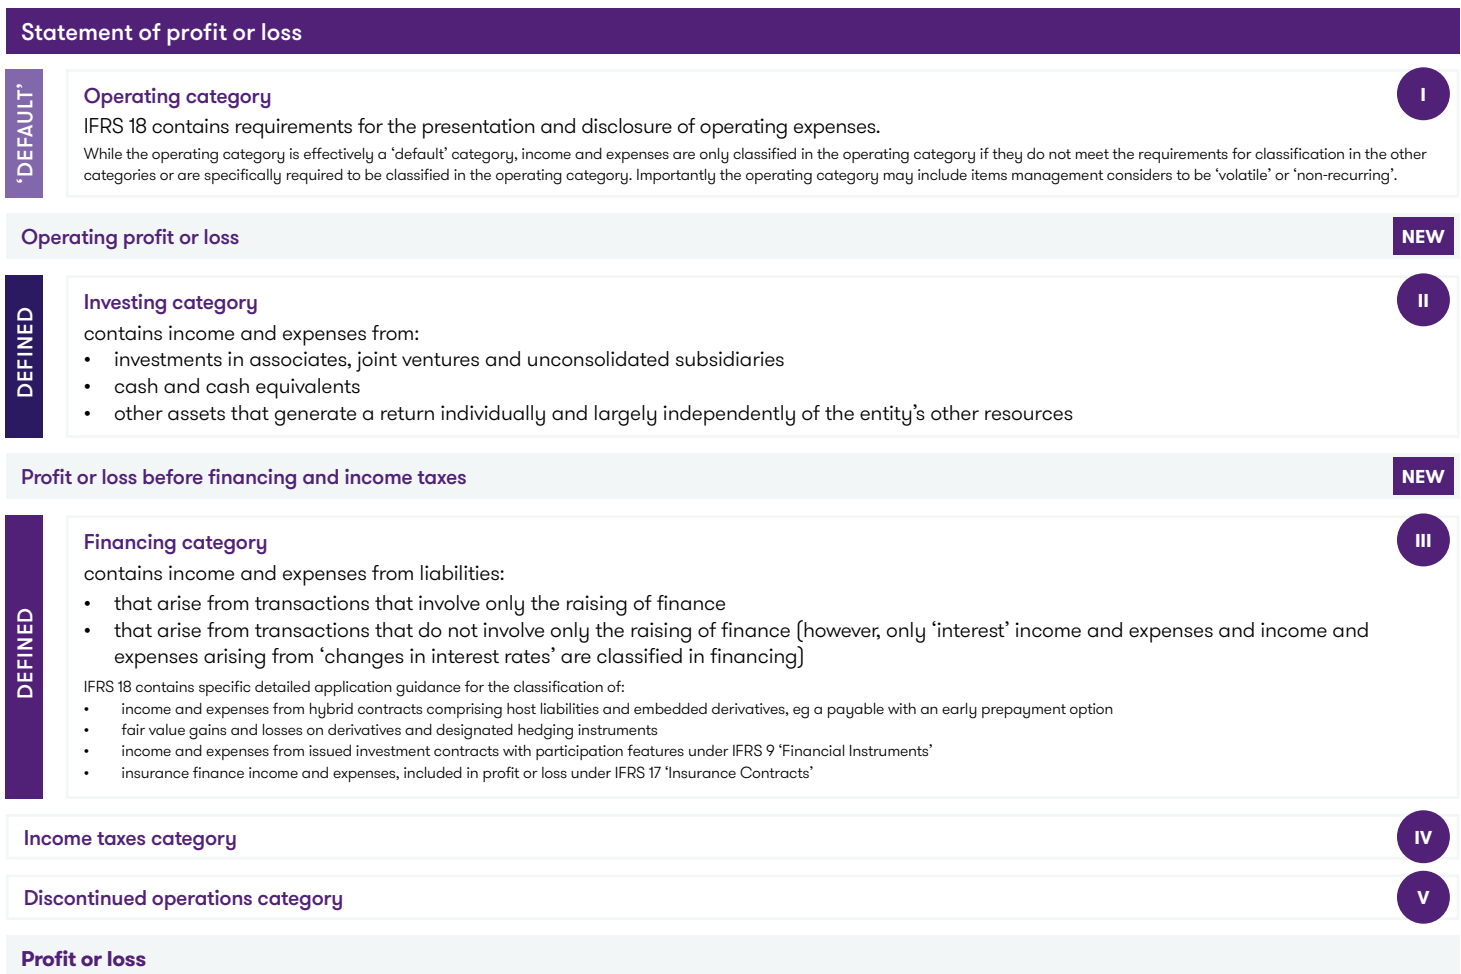 Statement of profit or loss
‘DEFAULT’
Operating category
I
IFRS 18 contains requirements for the presentation and disclosure of operating expenses.
While the operating category is effectively a ‘default’ category, income and expenses are only classified in the operating category if they do not meet the requirements for classification in the other
categories or are specifically required to be classified in the operating category. Importantly the operating category may include items management considers to be ‘volatile’ or ‘non-recurring’.
Operating profit or loss
NEW
DEFINED
Investing category
II
contains income and expenses from:
• investments in associates, joint ventures and unconsolidated subsidiaries
• cash and cash equivalents
• other assets that generate a return individually and largely independently of the entity’s other resources
Profit or loss before financing and income taxes
NEW
DEFINED
Financing category
III
contains income and expenses from liabilities:
• that arise from transactions that involve only the raising of finance
• that arise from transactions that do not involve only the raising of finance (however, only ‘interest’ income and expenses and income and
expenses arising from ‘changes in interest rates’ are classified in financing)
IFRS 18 contains specific detailed application guidance for the classification of:
• income and expenses from hybrid contracts comprising host liabilities and embedded derivatives, eg a payable with an early prepayment option
• fair value gains and losses on derivatives and designated hedging instruments
• income and expenses from issued investment contracts with participation features under IFRS 9 ‘Financial Instruments’
• insurance finance income and expenses, included in profit or loss under IFRS 17 ‘Insurance Contracts’
Income taxes category
IV
Discontinued operations category
V
Profit or loss